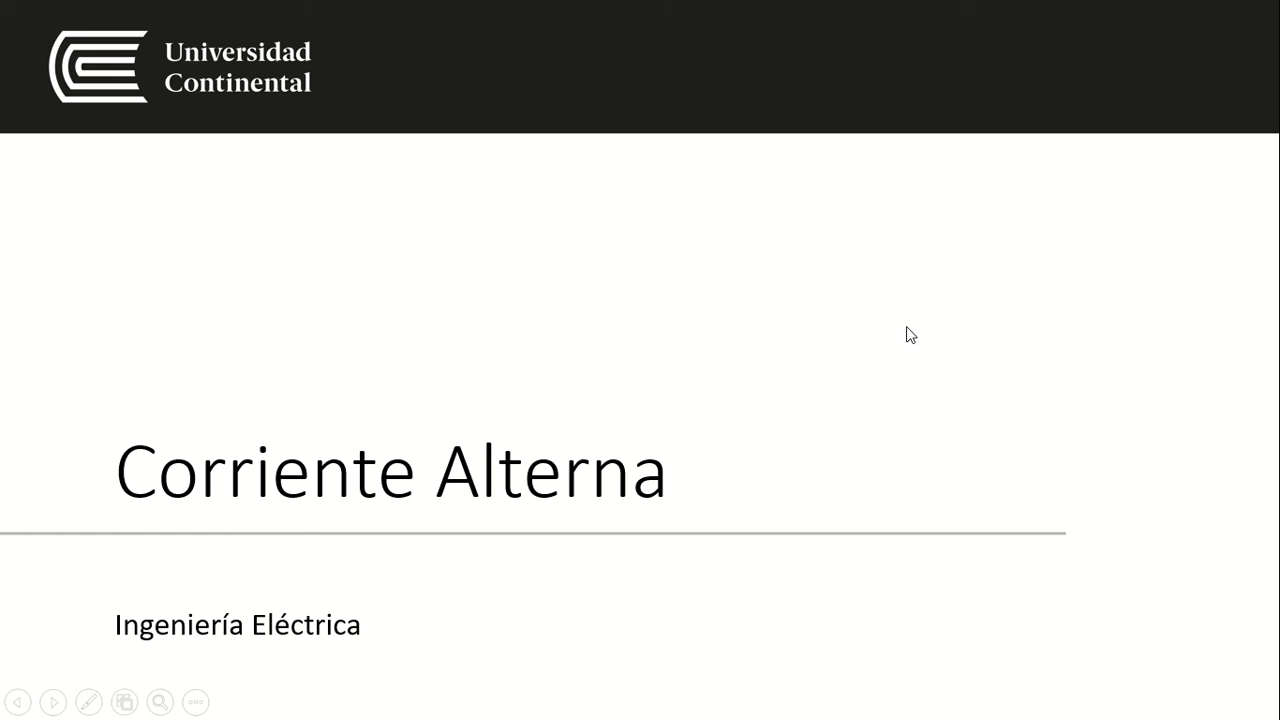 Universidad
Continental
Corriente Alterna
Ingeniería Eléctrica